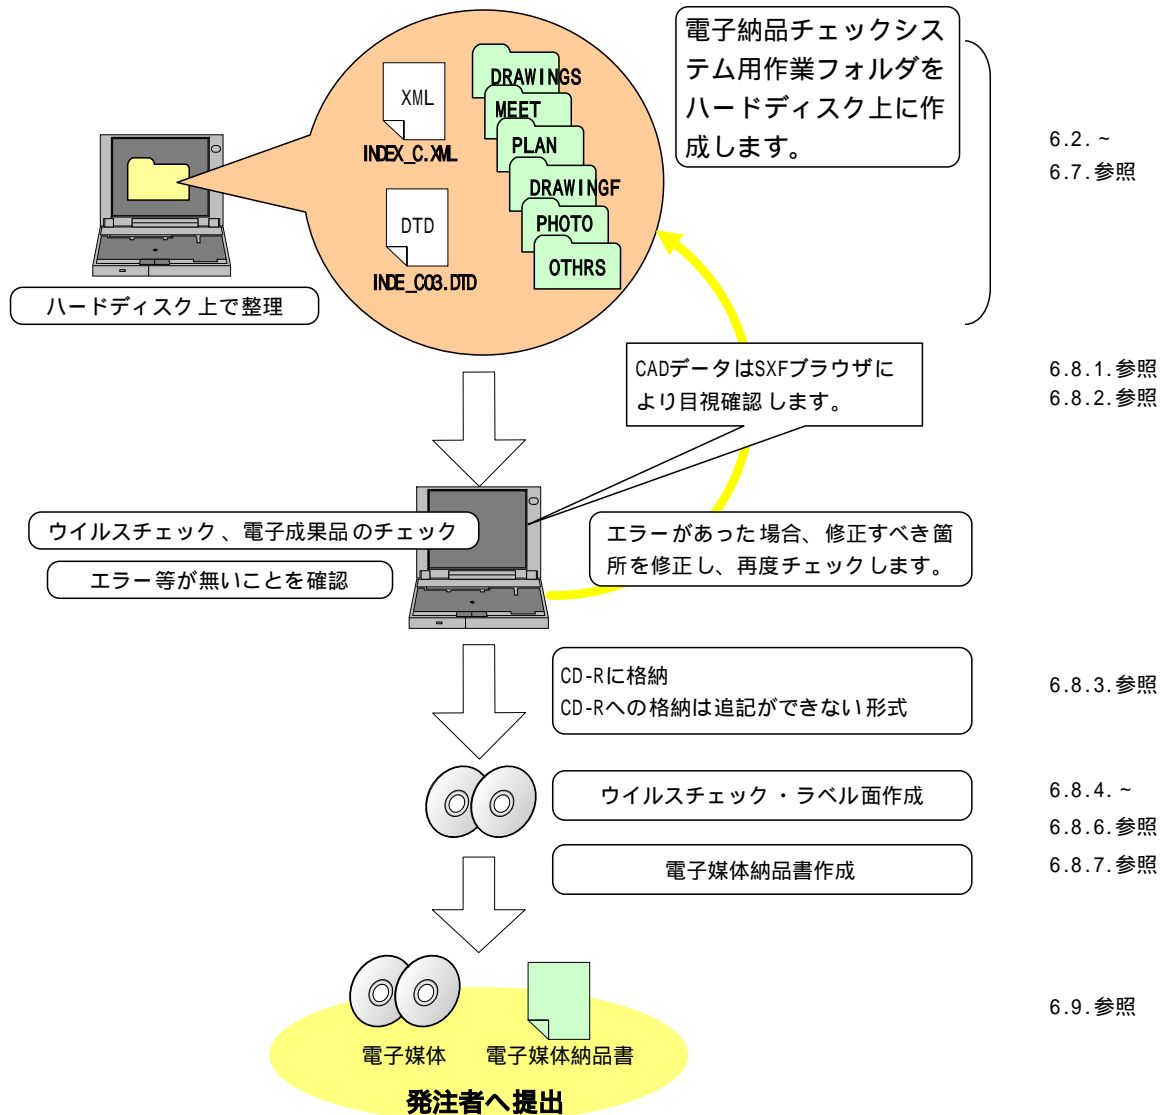 電子納品チェックシス
テム用作業フォルダを
ハードディスク上に作
成します。
DRAWINGS
MEET
PLAN
DRAWINGF
PHOTO
OTHRS
XML
INDEX_C.XML
DTD
INDE_C03.DTD
ハードディスク上で整理
6.2.~
6.7.参照
CADデータはSXFブラウザに
より目視確認します。
6.8.1.参照
6.8.2.参照
ウイルスチェック、電子成果品のチェック
エラー等が無いことを確認
エラーがあった場合、修正すべき箇
所を修正し、再度チェックします。
CD-Rに格納
CD-Rへの格納は追記ができない形式
6.8.3.参照
ウイルスチェック・ラベル面作成
6.8.4.~
6.8.6.参照
電子媒体納品書作成
6.8.7.参照
電子媒体
電子媒体納品書
発注者へ提出
6.9.参照